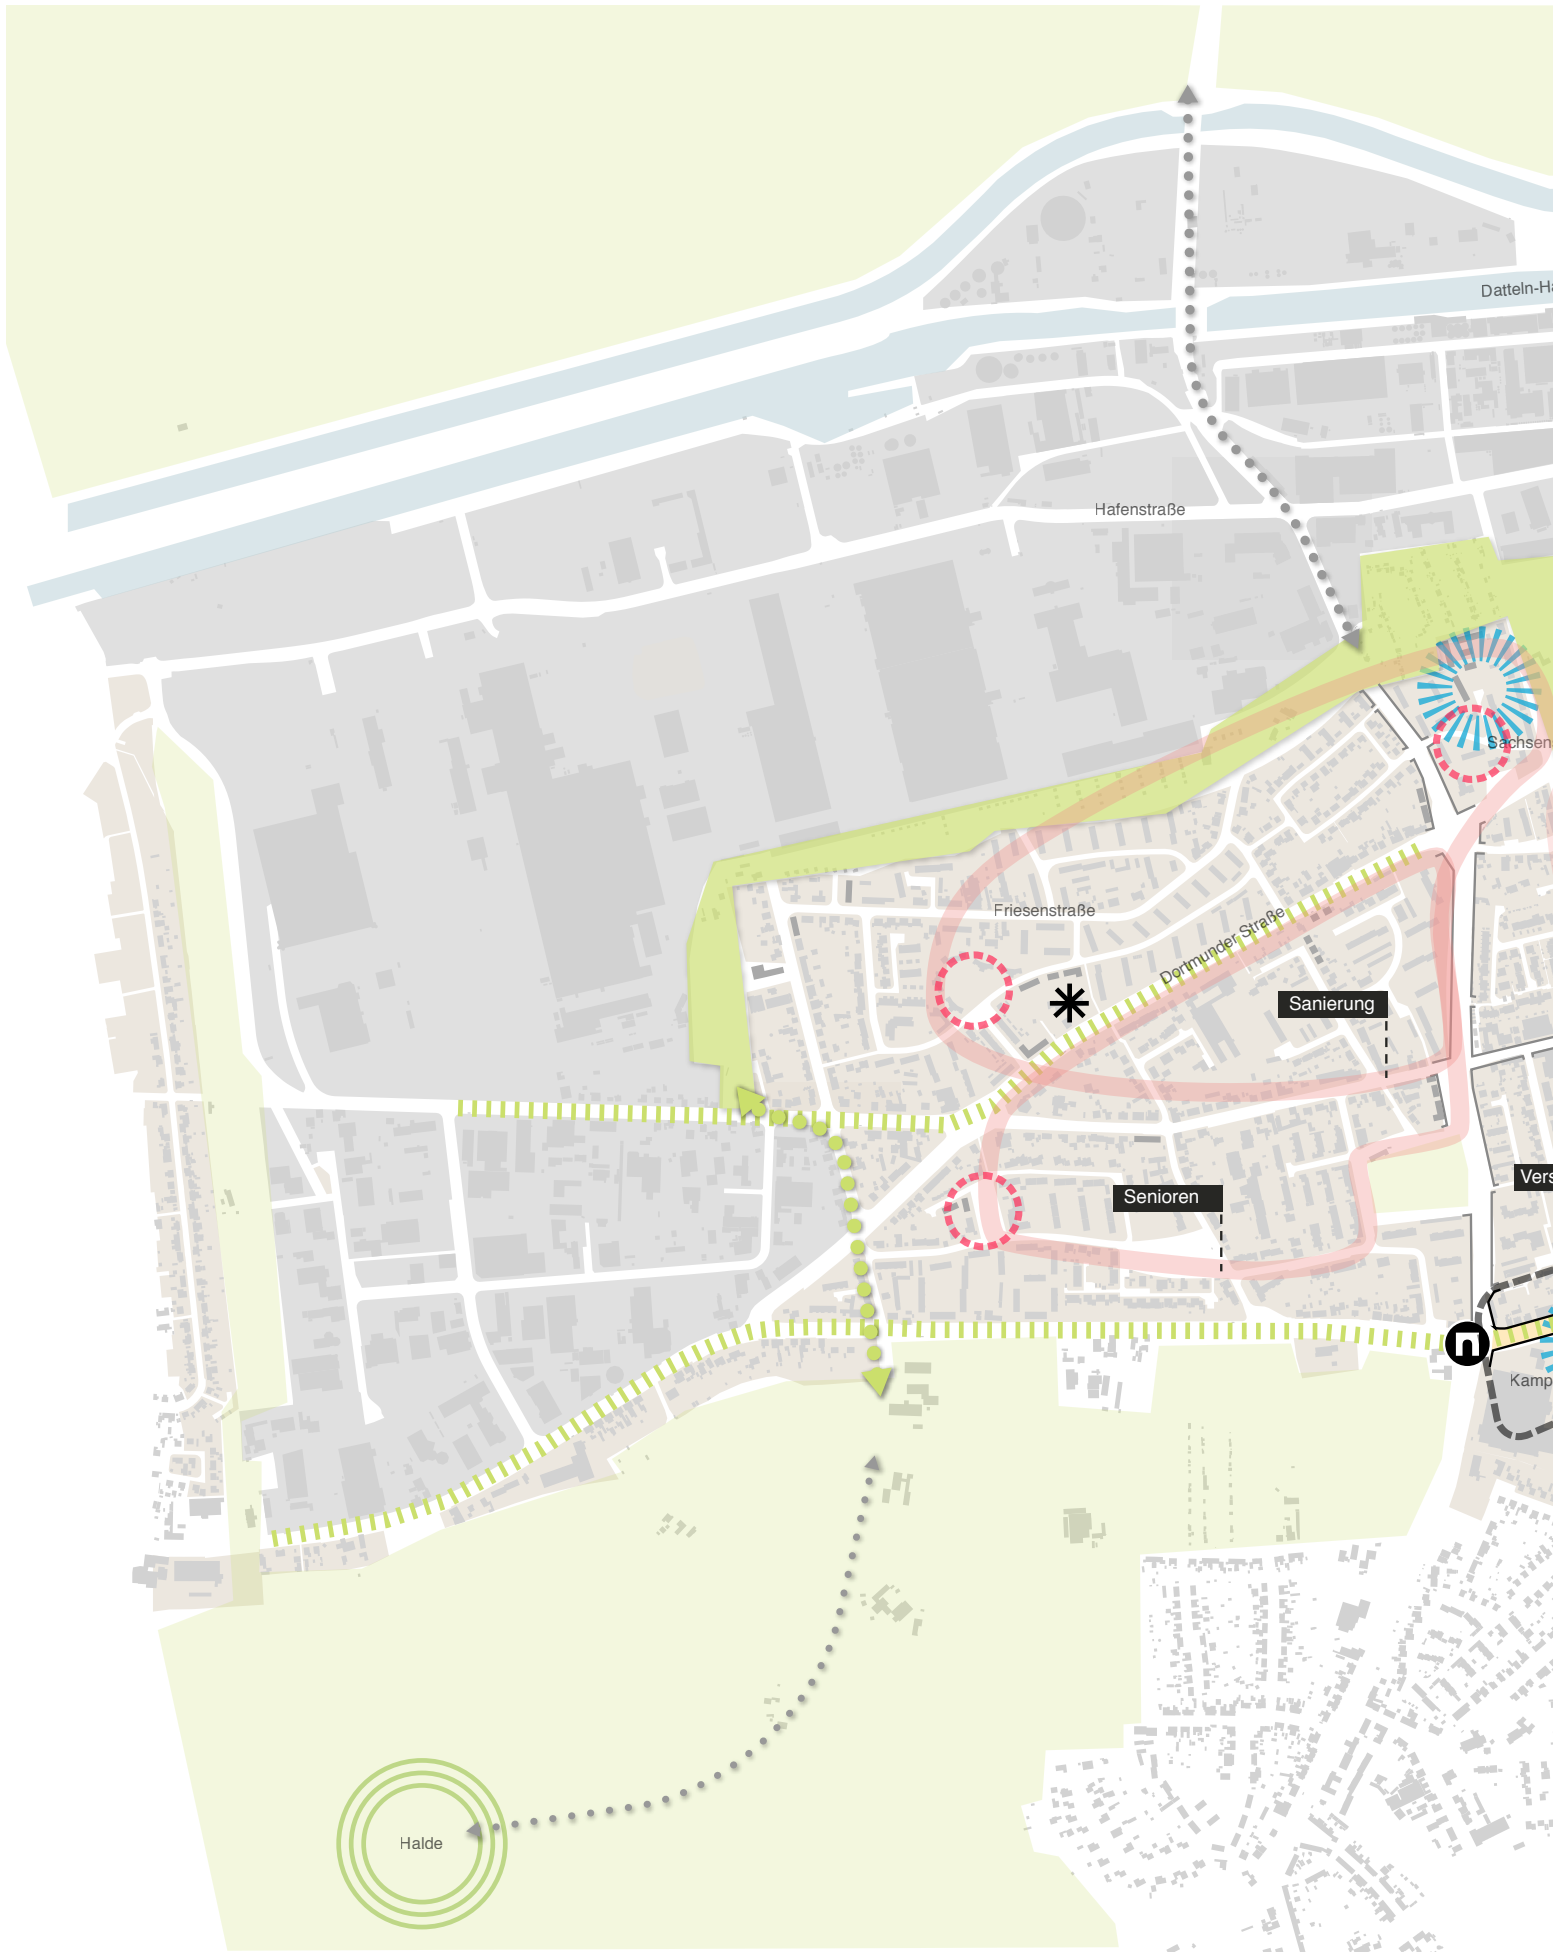 Datteln-Ha
Hafenstraße
Sachsen
Friesenstraße
Dortmunder Straße
Sanierung
Vers
Senioren
Kamp
Halde